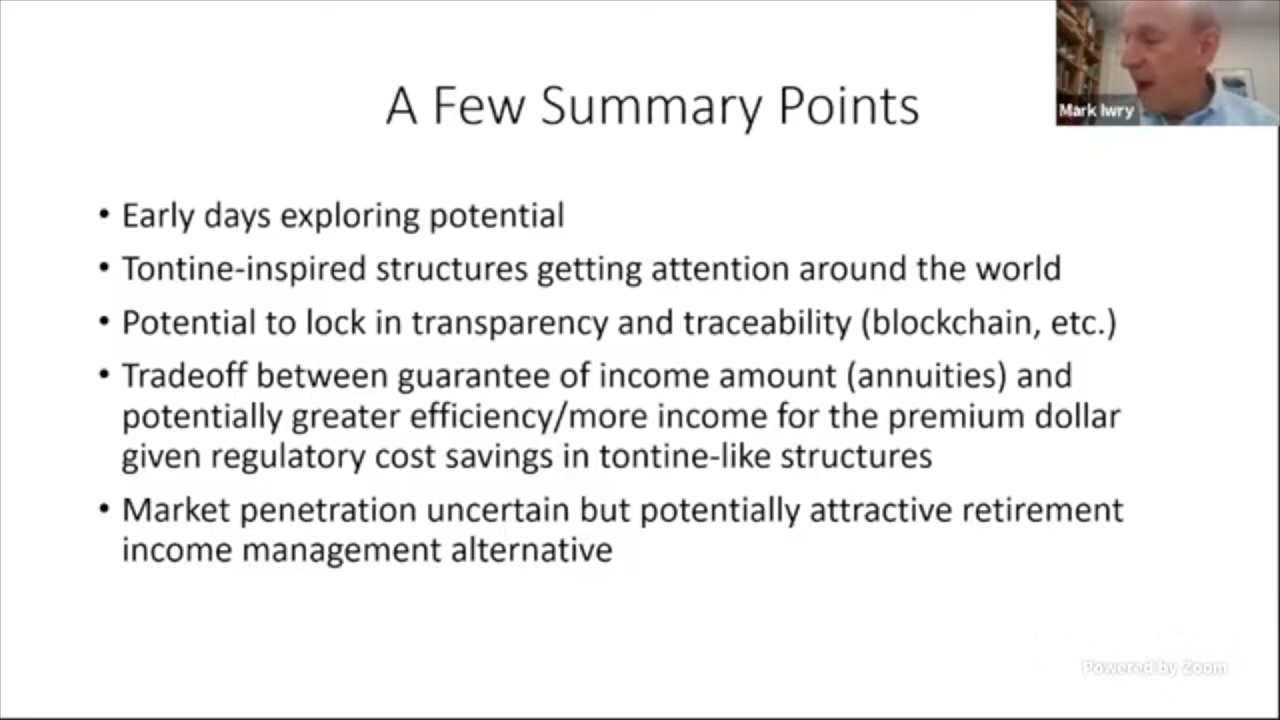 A Few Summary Points
Mark Iwry
• Early days exploring potential
• Tontine-inspired structures getting attention around the world
• Potential to lock in transparency and traceability (blockchain, etc.)
• Tradeoff between guarantee of income amount (annuities) and
potentially greater efficiency/more income for the premium dollar
given regulatory cost savings in tontine-like structures
• Market penetration uncertain but potentially attractive retirement
income management alternative
Powered by Zoom